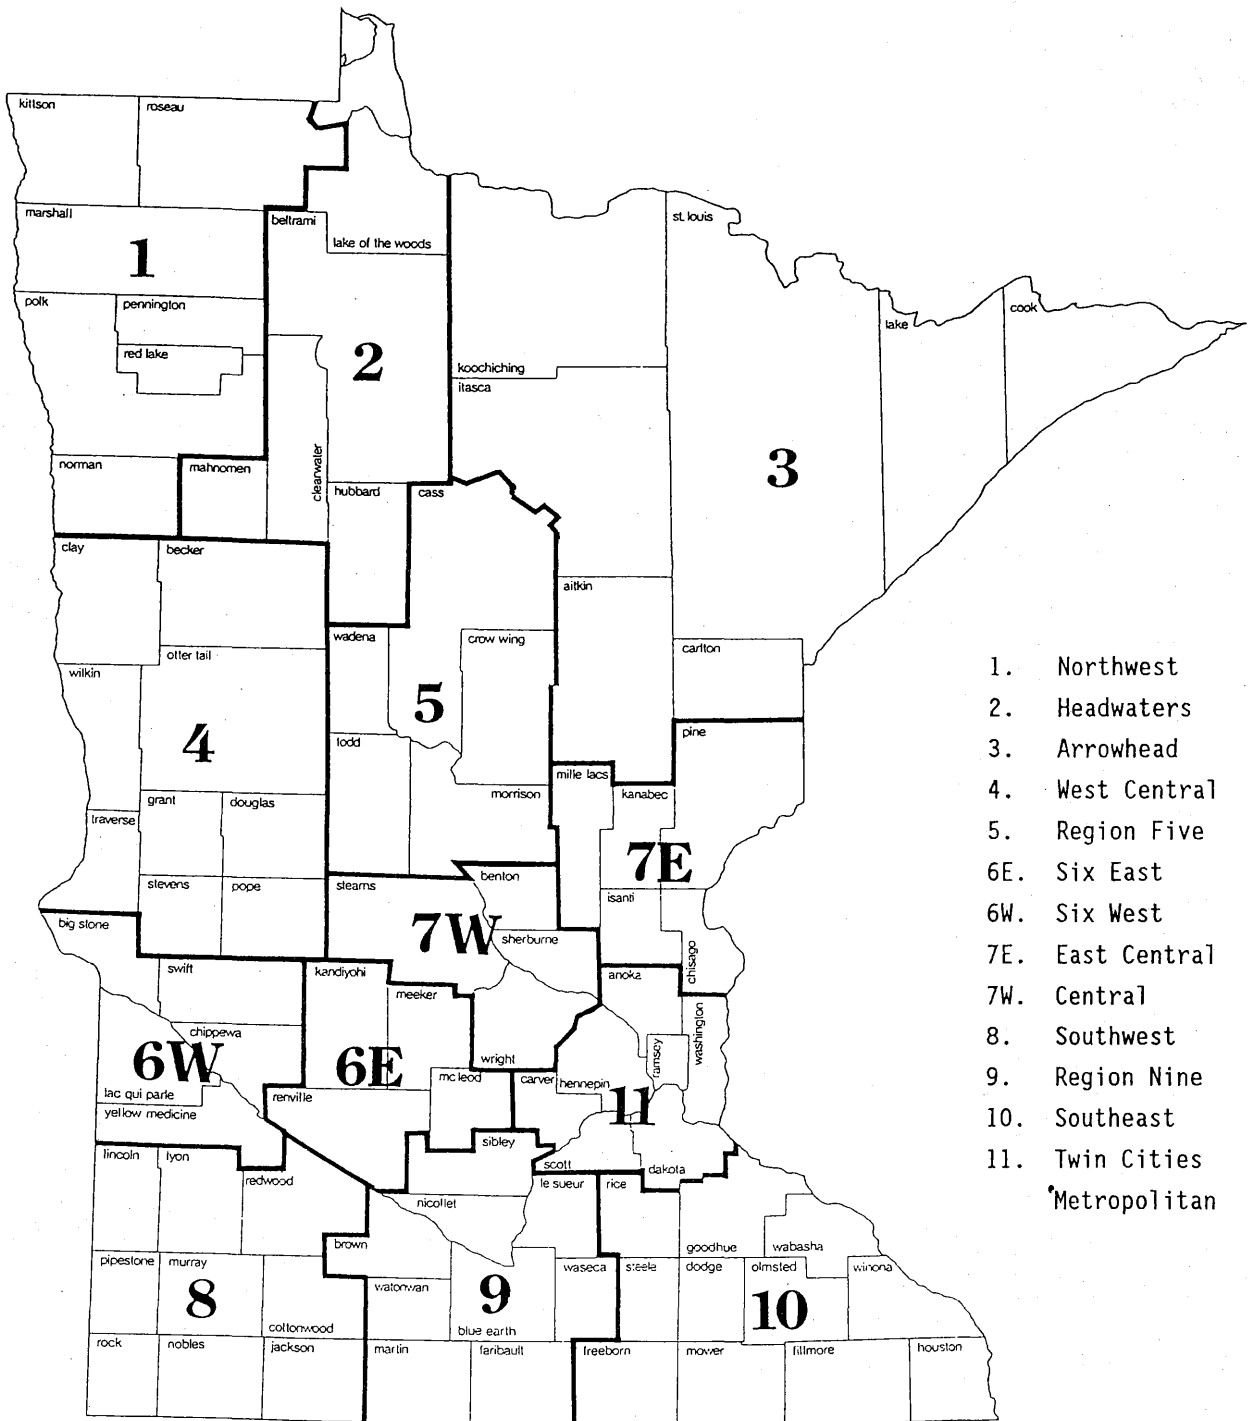 kittson
roseau
marshall
1
beltrami
lake of the woods
st. louis
polk
pennington
red lake
2
koochiching
itasca
lake
cook
norman
mahnomen
clearwater
hubbard
cass
3
clay
becker
aitkin
wadena
crow wing
carlton
otter tail
wilkin
4
5
todd
pine
mille lacs
kanabec
morrison
grant
douglas
traverse
7E
stevens
pope
stearns
benton
isanti
big stone
7W
sherburne
chisago
swift
kandiyohi
meeker
anoka
washington
chippewa
6W
6E
wright
ramsey
lac qui parle
yellow medicine
renville
mc leod
carver
hennepin
11
sibley
scott
dakota
lincoln
lyon
redwood
nicollet
le sueur
rice
goodhue
wabasha
brown
pipestone
murray
8
cottonwood
watonwan
9
blue earth
waseca
steele
dodge
olmsted
10
winona
rock
nobles
jackson
martin
faribault
freeborn
mower
fillmore
houston
1. Northwest
2. Headwaters
3. Arrowhead
4. West Central
5. Region Five
6E. Six East
6W. Six West
7E. East Central
7W. Central
8. Southwest
9. Region Nine
10. Southeast
11. Twin Cities
Metropolitan